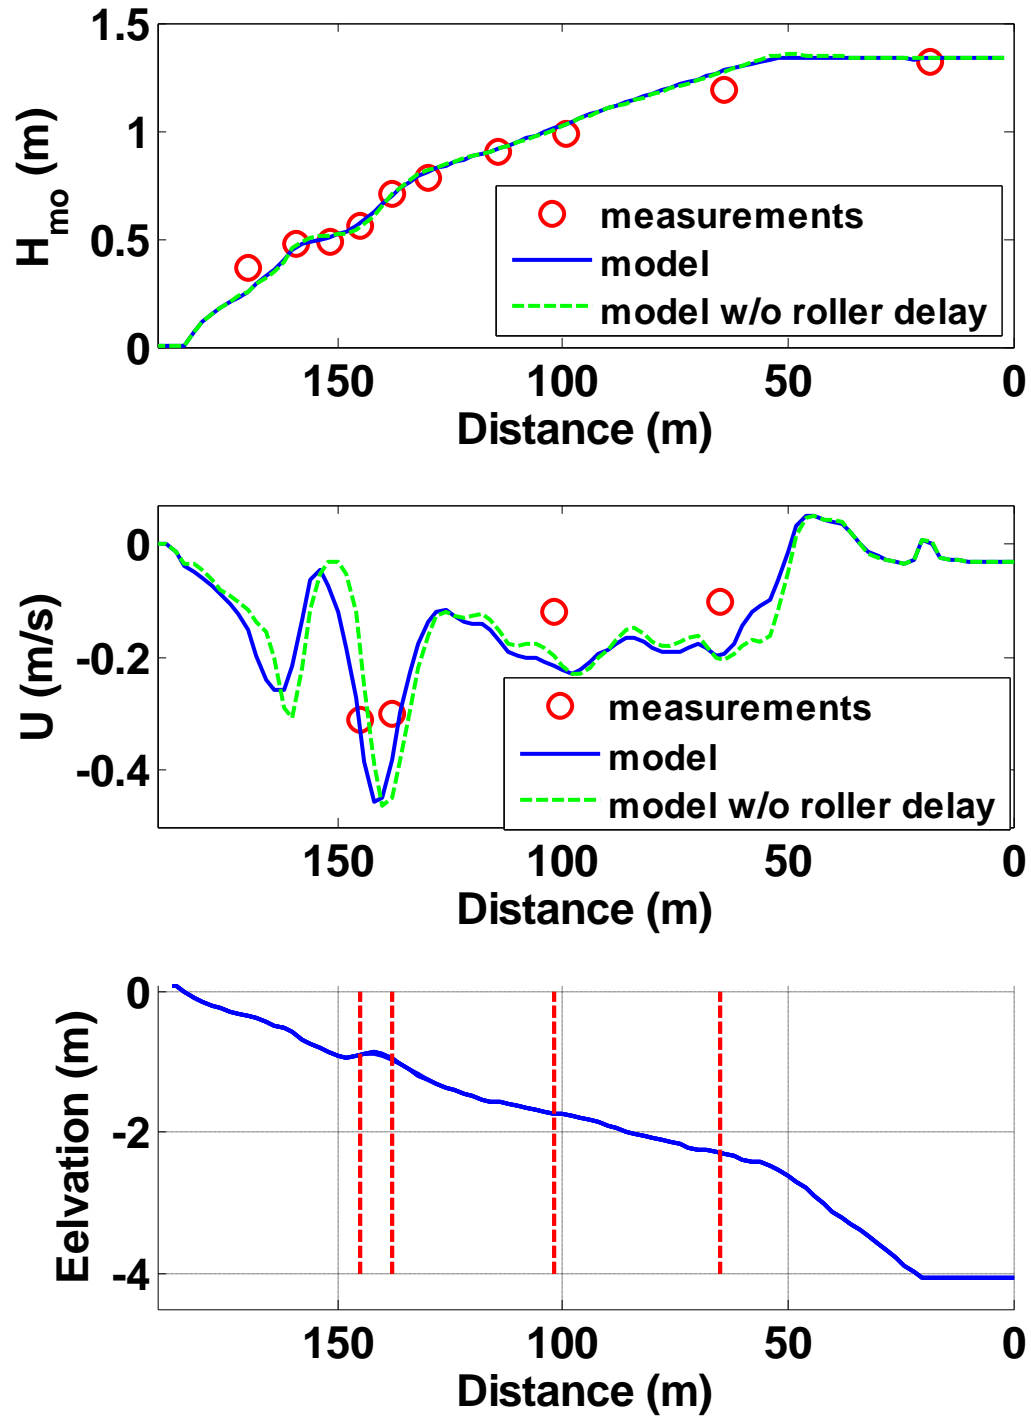 1.5
1
0.5
0
H_mo (m)
measurements
model
model w/o roller delay
150 100 50 0
Distance (m)
0
-0.2
-0.4
U (m/s)
measurements
model
model w/o roller delay
150 100 50 0
Distance (m)
0
-2
-4
Eelvation (m)
150 100 50 0
Distance (m)